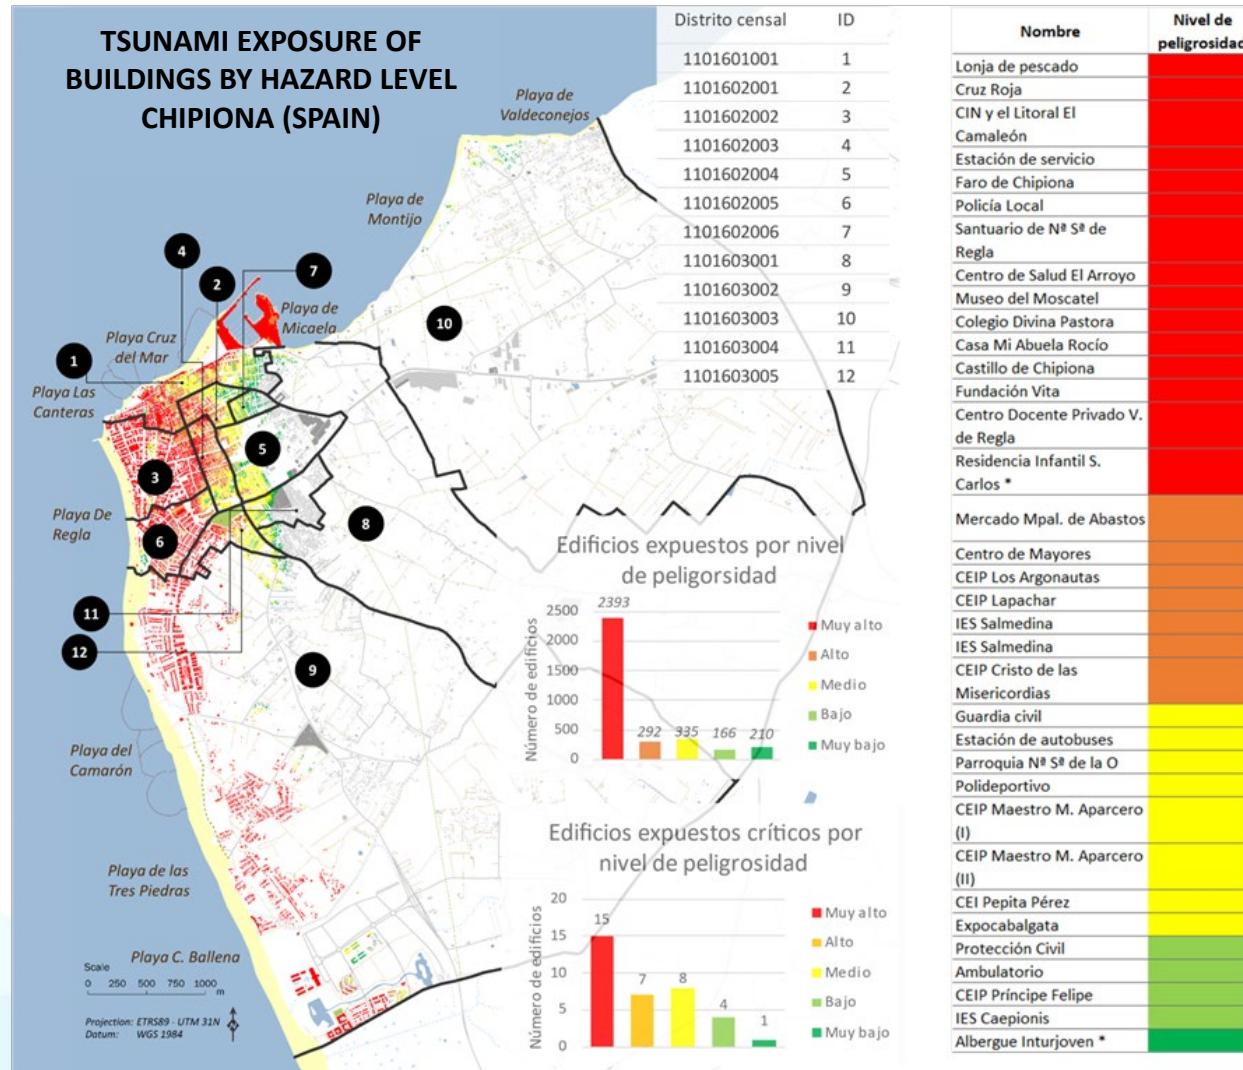 TSUNAMI EXPOSURE OF
BUILDINGS BY HAZARD LEVEL
CHIPIONA (SPAIN)
Playa de
Valdeconejos
Playa de
Montijo
Playa de
Micaela
Playa Cruz
del Mar
Playa Las
Canteras
Playa De
Regla
Playa del
Camarón
Playa de las
Tres Piedras
Playa C. Ballena
4
2
7
10
1
5
3
8
6
11
12
9
Scale
0 250 500 750 1000
m
Projection: ETRS89 - UTM 31N
Datum: WGS 1984
N
Distrito censal ID
1101601001 1
1101602001 2
1101602002 3
1101602003 4
1101602004 5
1101602005 6
1101602006 7
1101603001 8
1101603002 9
1101603003 10
1101603004 11
1101603005 12
Edificios expuestos por nivel
de peligorsidad
Número de edificios
2500
2000
1500
1000
500
0
2393
292
335
166
210
Muy alto
Alto
Medio
Bajo
Muy bajo
Edificios expuestos críticos por
nivel de peligrosidad
Número de edificios
20
15
10
5
0
15
7
8
4
1
Muy alto
Alto
Medio
Bajo
Muy bajo
Nombre
Nivel de
peligrosidad
Lonja de pescado
Cruz Roja
CIN y el Litoral El
Camaleón
Estación de servicio
Faro de Chipiona
Policía Local
Santuario de Nª Sª de
Regla
Centro de Salud El Arroyo
Museo del Moscatel
Colegio Divina Pastora
Casa Mi Abuela Rocío
Castillo de Chipiona
Fundación Vita
Centro Docente Privado V.
de Regla
Residencia Infantil S.
Carlos *
Mercado Mpal. de Abastos
Centro de Mayores
CEIP Los Argonautas
CEIP Lapachar
IES Salmedina
IES Salmedina
CEIP Cristo de las
Misericordias
Guardia civil
Estación de autobuses
Parroquia Nª Sª de la O
Polideportivo
CEIP Maestro M. Aparcero
(I)
CEIP Maestro M. Aparcero
(II)
CEI Pepita Pérez
Expocabalgata
Protección Civil
Ambulatorio
CEIP Príncipe Felipe
IES Caepionis
Albergue Inturjoven *